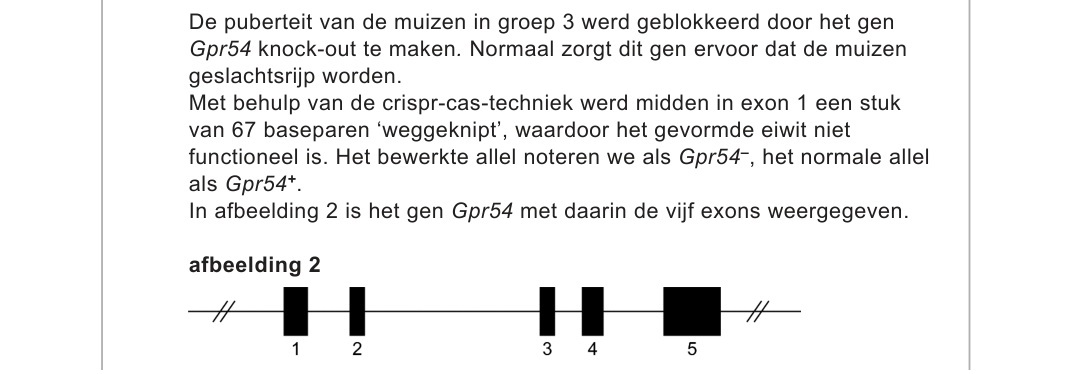 De puberteit van de muizen in groep 3 werd geblokkeerd door het gen
Gpr54 knock-out te maken. Normaal zorgt dit gen ervoor dat de muizen
geslachtsrijp worden.
Met behulp van de crispr-cas-techniek werd midden in exon 1 een stuk
van 67 baseparen ‘weggeknipt’, waardoor het gevormde eiwit niet
functioneel is. Het bewerkte allel noteren we als Gpr54⁻, het normale allel
als Gpr54⁺.
In afbeelding 2 is het gen Gpr54 met daarin de vijf exons weergegeven.
afbeelding 2
1 2 3 4 5